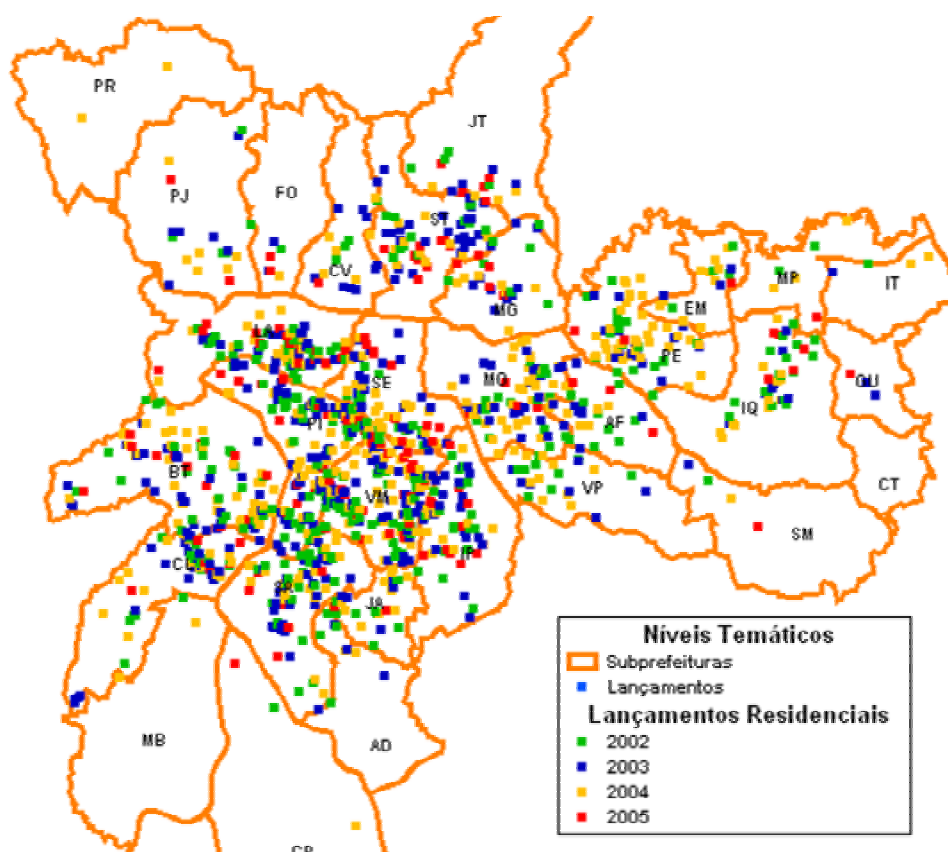 PR
JT
PJ
FO
ST
CV
MP
IT
MG
EM
LA
PE
SE
MO
GU
PI
IQ
AF
BT
VP
CT
VM
SM
IP
CL
JA
Níveis Temáticos
Subprefeituras
Lançamentos
Lançamentos Residenciais
2002
2003
2004
2005
MB
AD